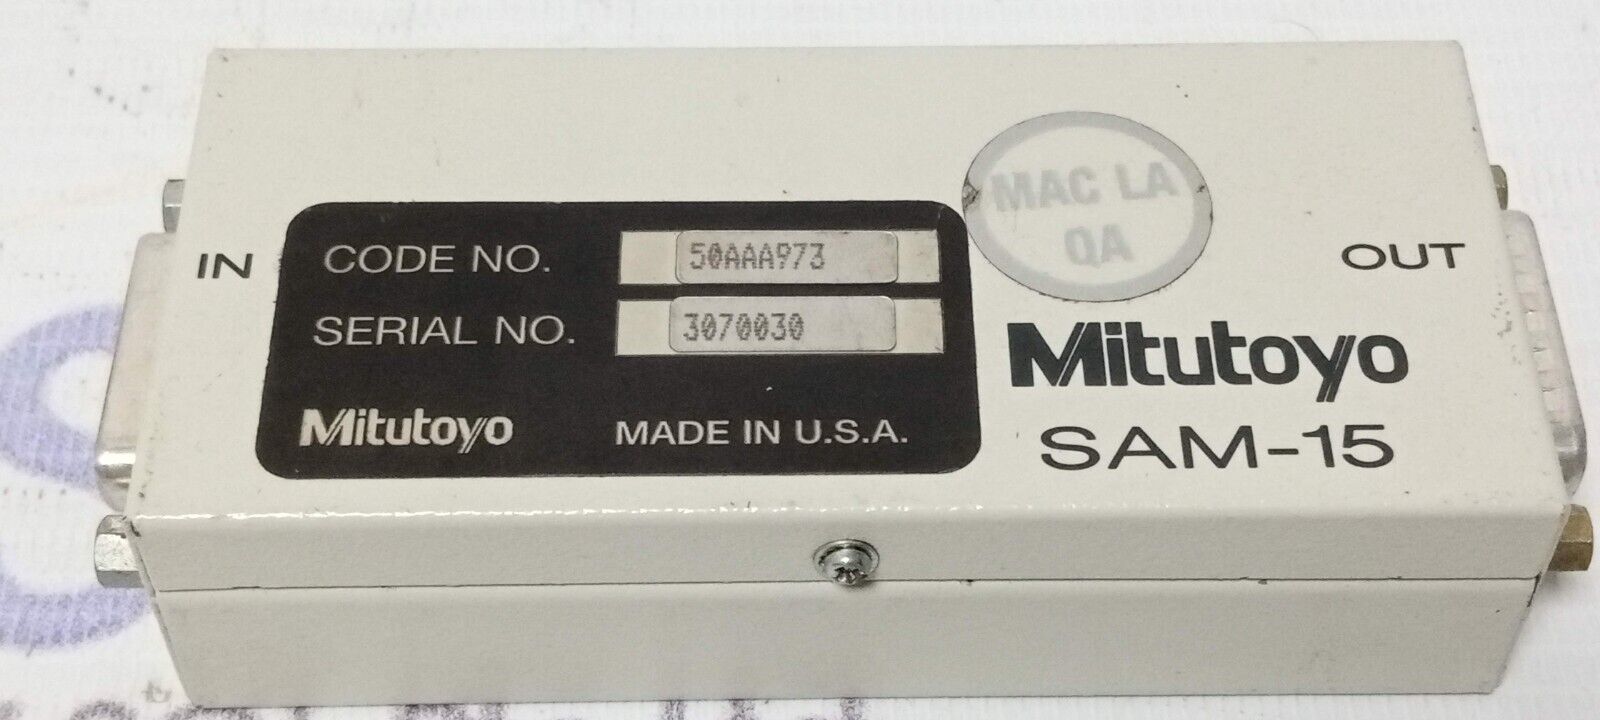 MAC LA
QA
IN
CODE NO. 50AAA973
SERIAL NO. 3070030
Mitutoyo MADE IN U.S.A.
OUT
Mitutoyo
SAM-15